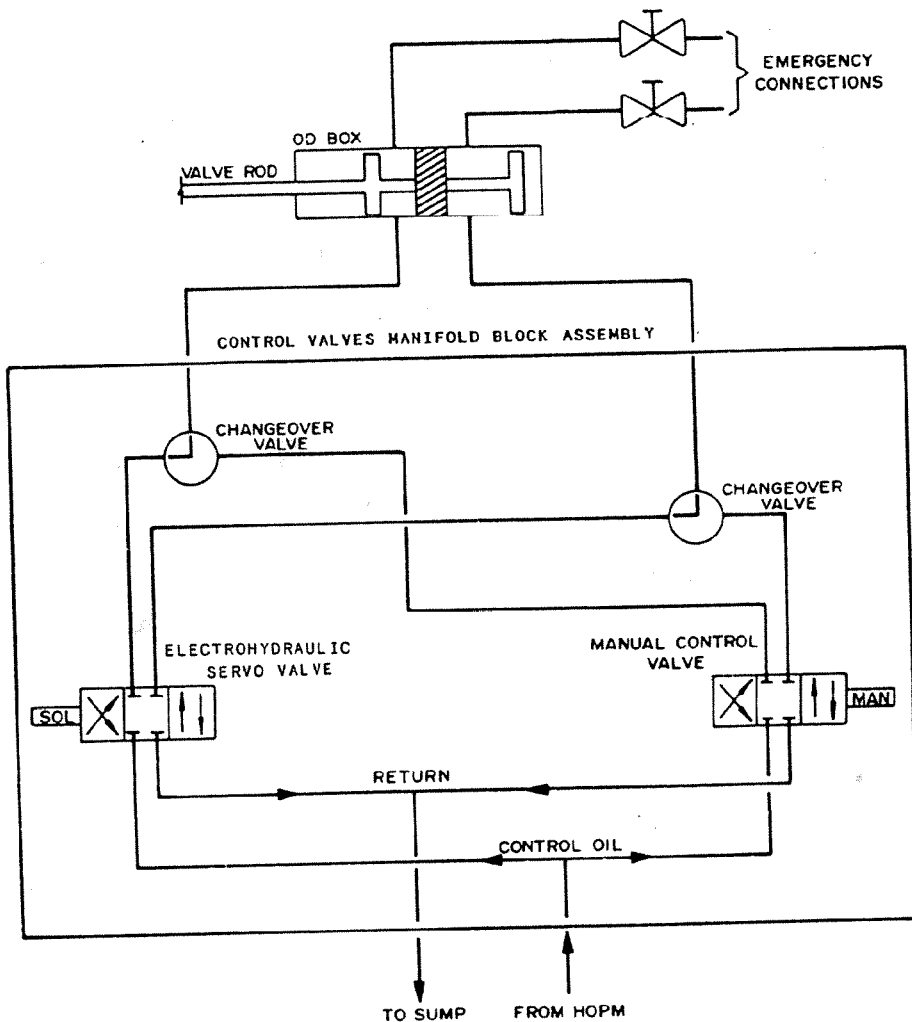 EMERGENCY
CONNECTIONS
OD BOX
VALVE ROD
CONTROL VALVES MANIFOLD BLOCK ASSEMBLY
CHANGEOVER
VALVE
CHANGEOVER
VALVE
ELECTROHYDRAULIC
SERVO VALVE
MANUAL CONTROL
VALVE
SOL
MAN
RETURN
CONTROL OIL
TO SUMP
FROM HOPM